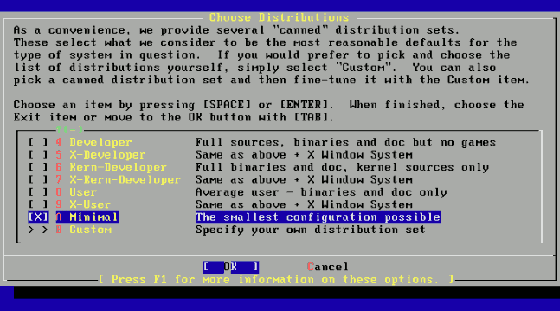 Choose Distributions
As a convenience, we provide several "canned" distribution sets.
These select what we consider to be the most reasonable defaults for the
type of system in question.  If you would prefer to pick and choose the
list of distributions yourself, simply select "Custom".  You can also
pick a canned distribution set and then fine-tune it with the Custom item.
Choose an item by pressing [SPACE] or [ENTER].  When finished, choose the
Exit item or move to the OK button with [TAB].
[ ] 4 Developer Full sources, binaries and doc but no games
[ ] 5 X-Developer Same as above + X Window System
[ ] 6 Kern-Developer Full binaries and doc, kernel sources only
[ ] 7 X-Kern-Developer Same as above + X Window System
[ ] 8 User Average user - binaries and doc only
[ ] 9 X-User Same as above + X Window System
[X] A Minimal The smallest configuration possible
> > B Custom Specify your own distribution set
[ OK ] Cancel
[ Press F1 for more information on these options. ]